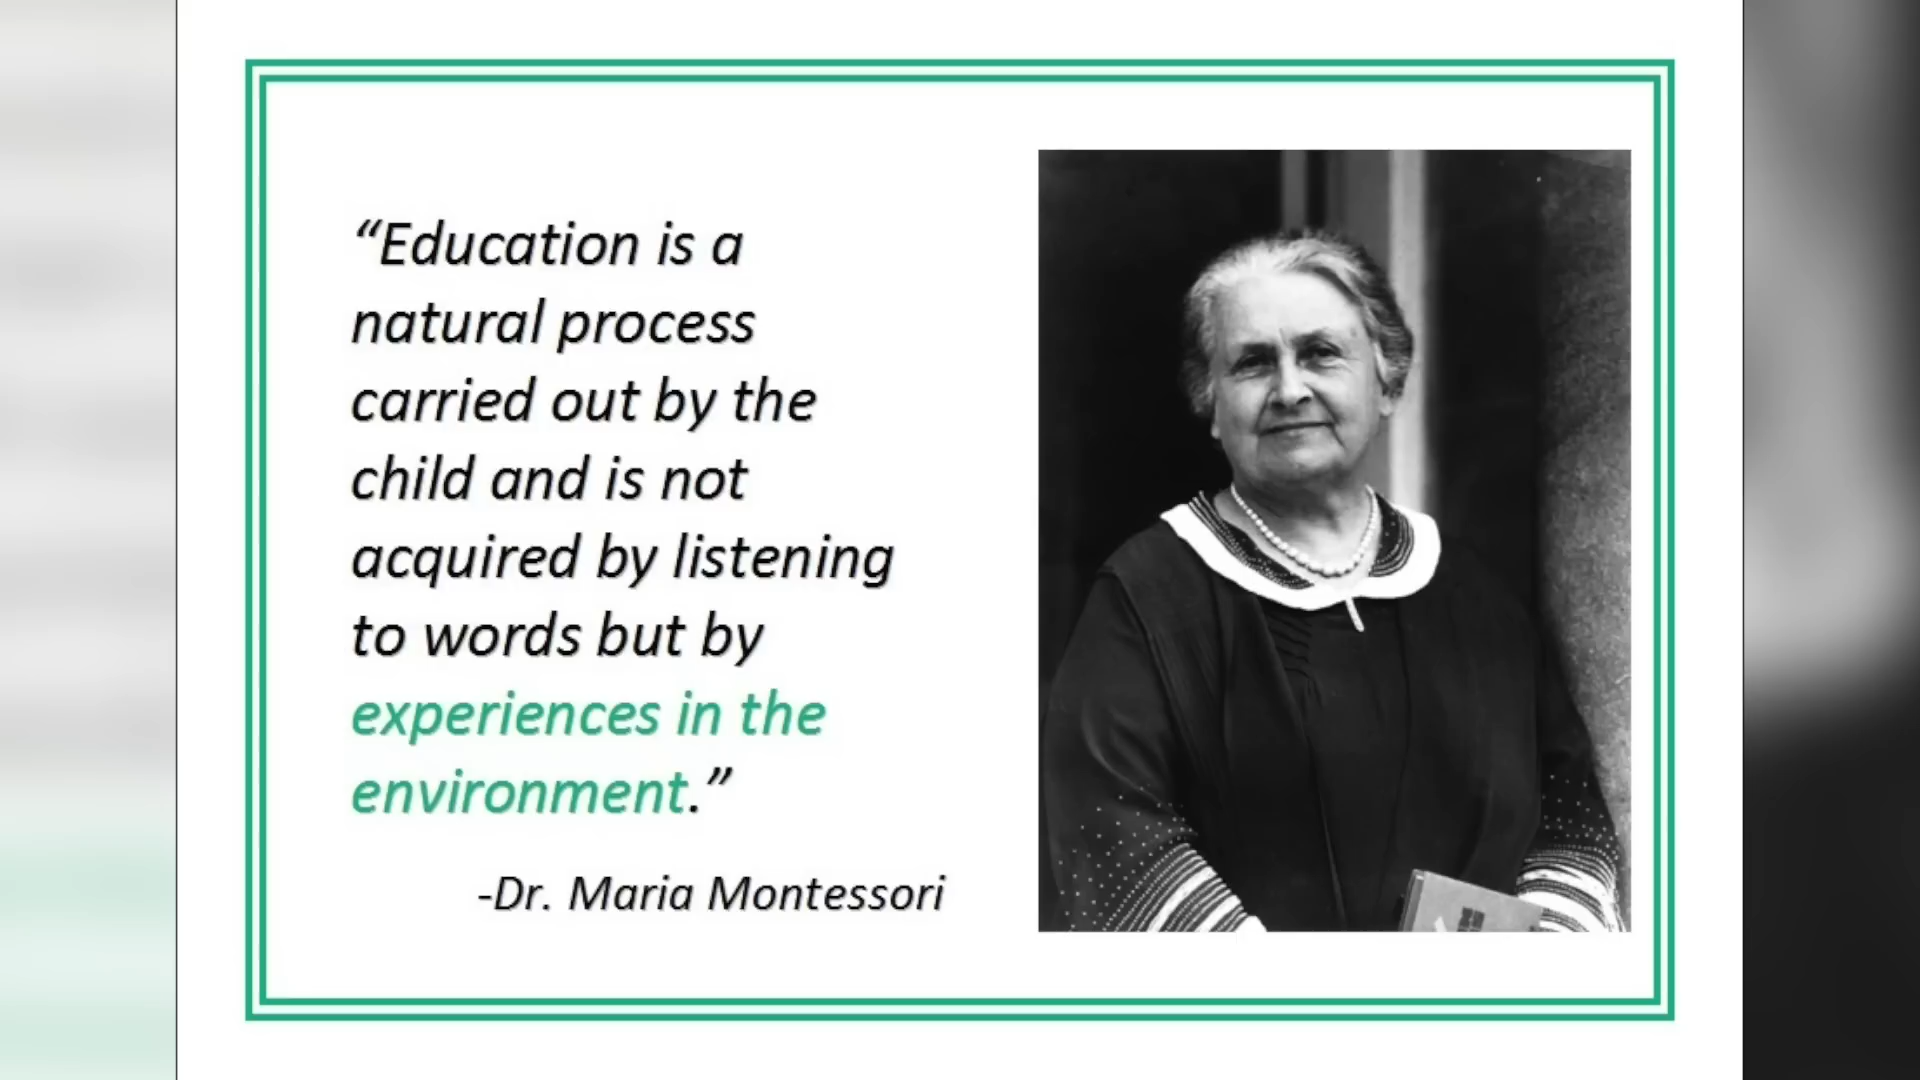 “Education is a
natural process
carried out by the
child and is not
acquired by listening
to words but by
experiences in the
environment.”
-Dr. Maria Montessori